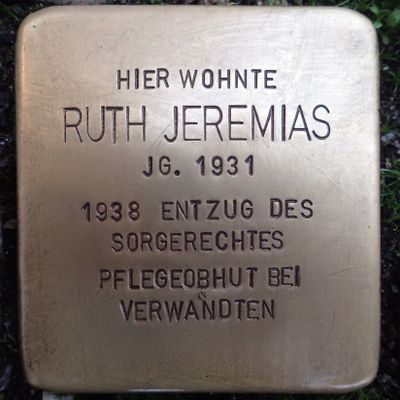 HIER WOHNTE
RUTH JEREMIAS
JG. 1931
1938 ENTZUG DES
SORGERECHTES
PFLEGEOBHUT BEI
VERWANDTEN